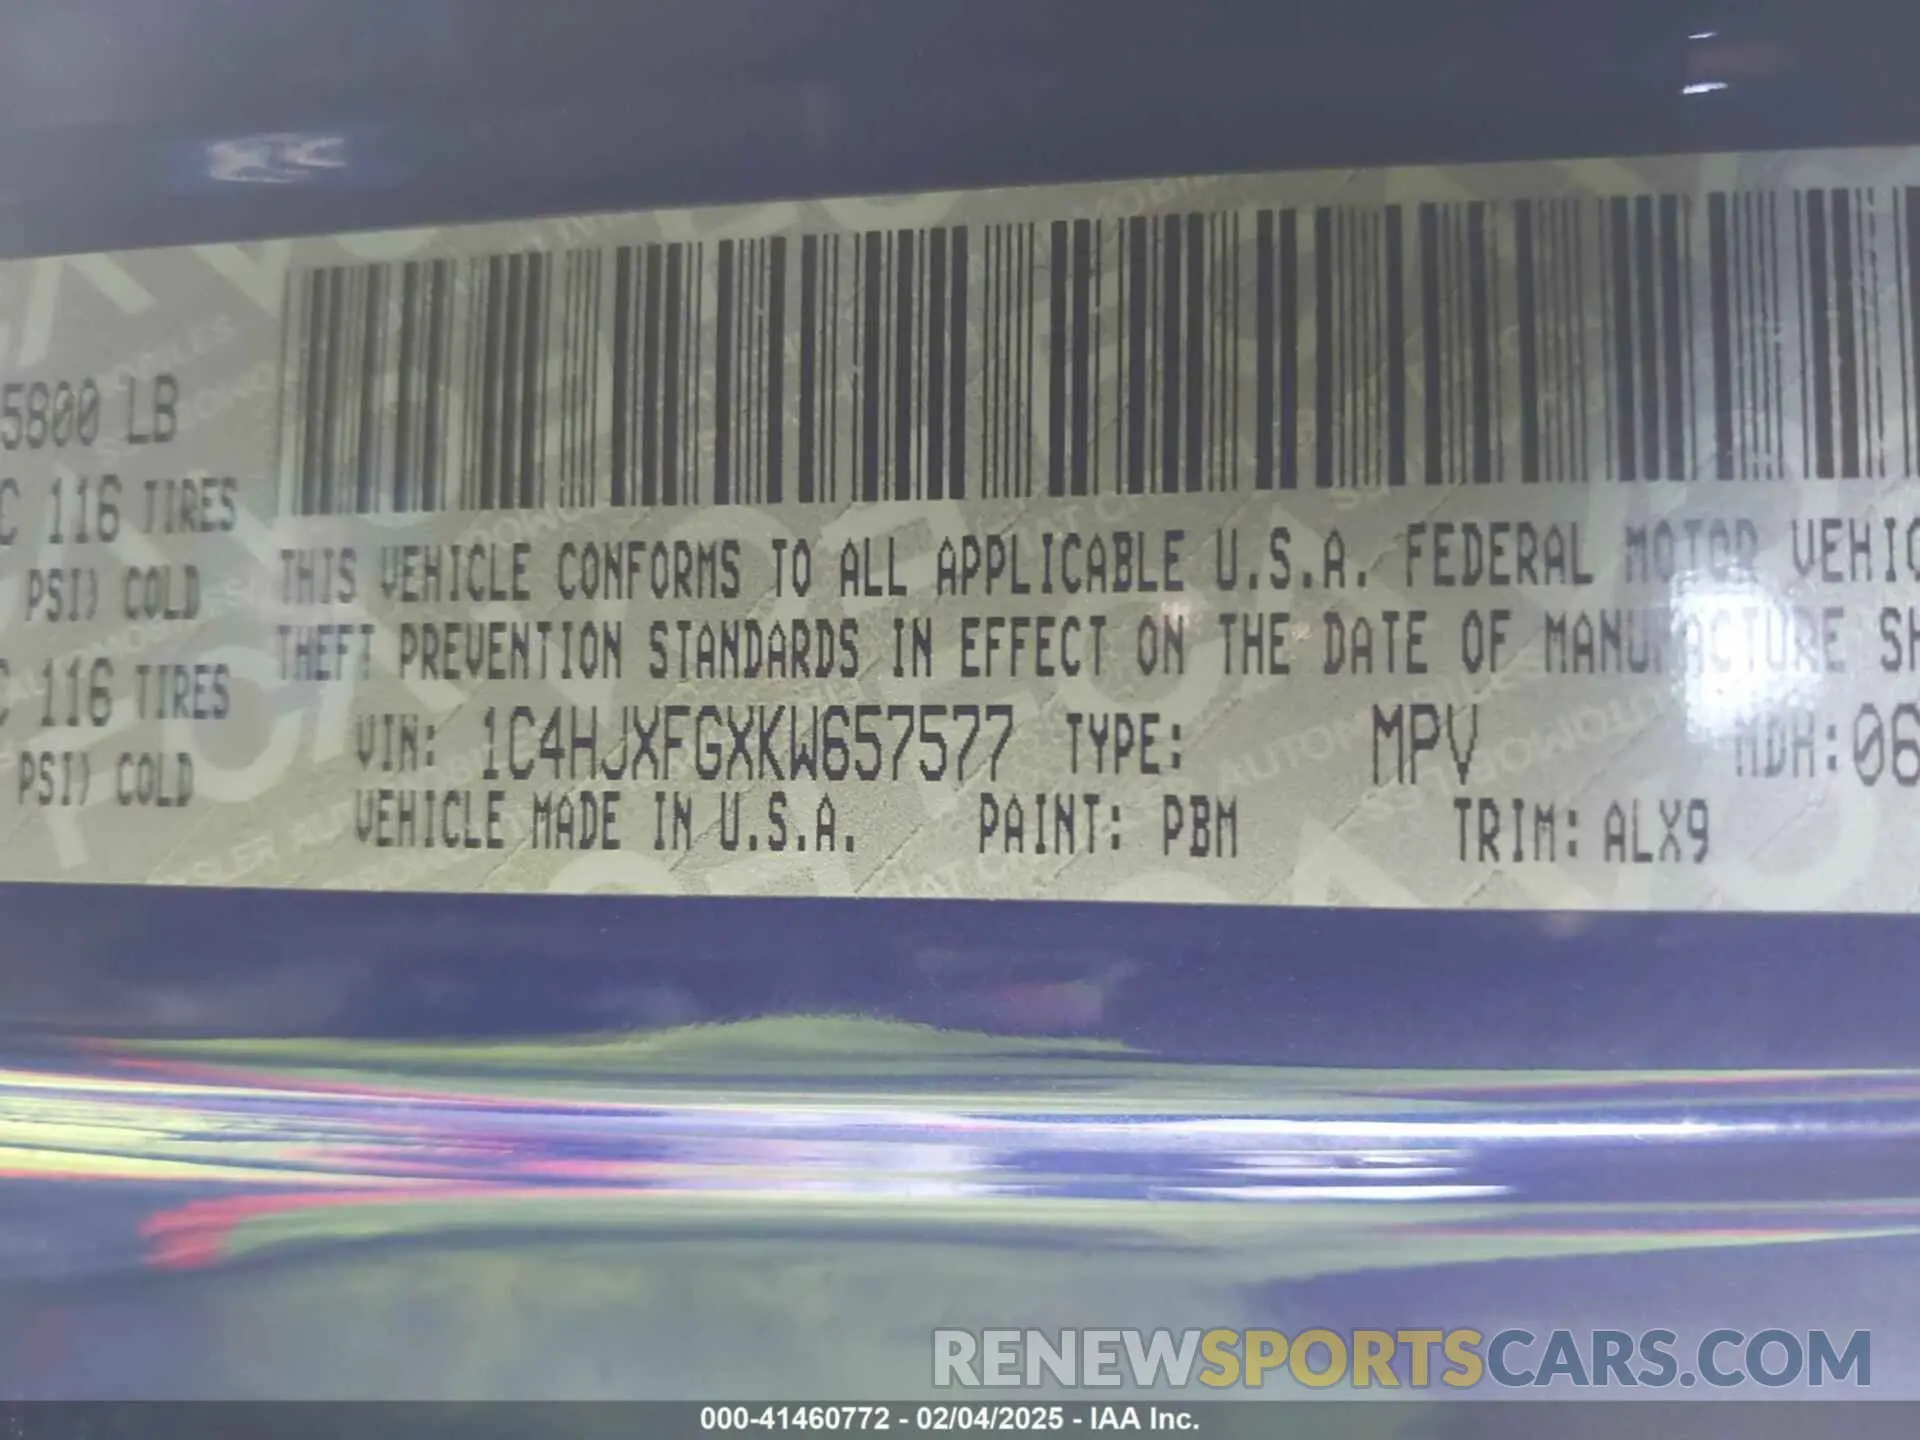 5800 LB
C 116 TIRES
PSI) COLD
C 116 TIRES
PSI) COLD
THIS VEHICLE CONFORMS TO ALL APPLICABLE U.S.A. FEDERAL MOTOR VEHIC
THEFT PREVENTION STANDARDS IN EFFECT ON THE DATE OF MANUFACTURE SH
VIN: 1C4HJXFGXKW657577 TYPE: MPV MDH:06
VEHICLE MADE IN U.S.A. PAINT: PBM TRIM: ALX9
RENEWSPORTSCARS.COM
000-41460772 - 02/04/2025 - IAA Inc.